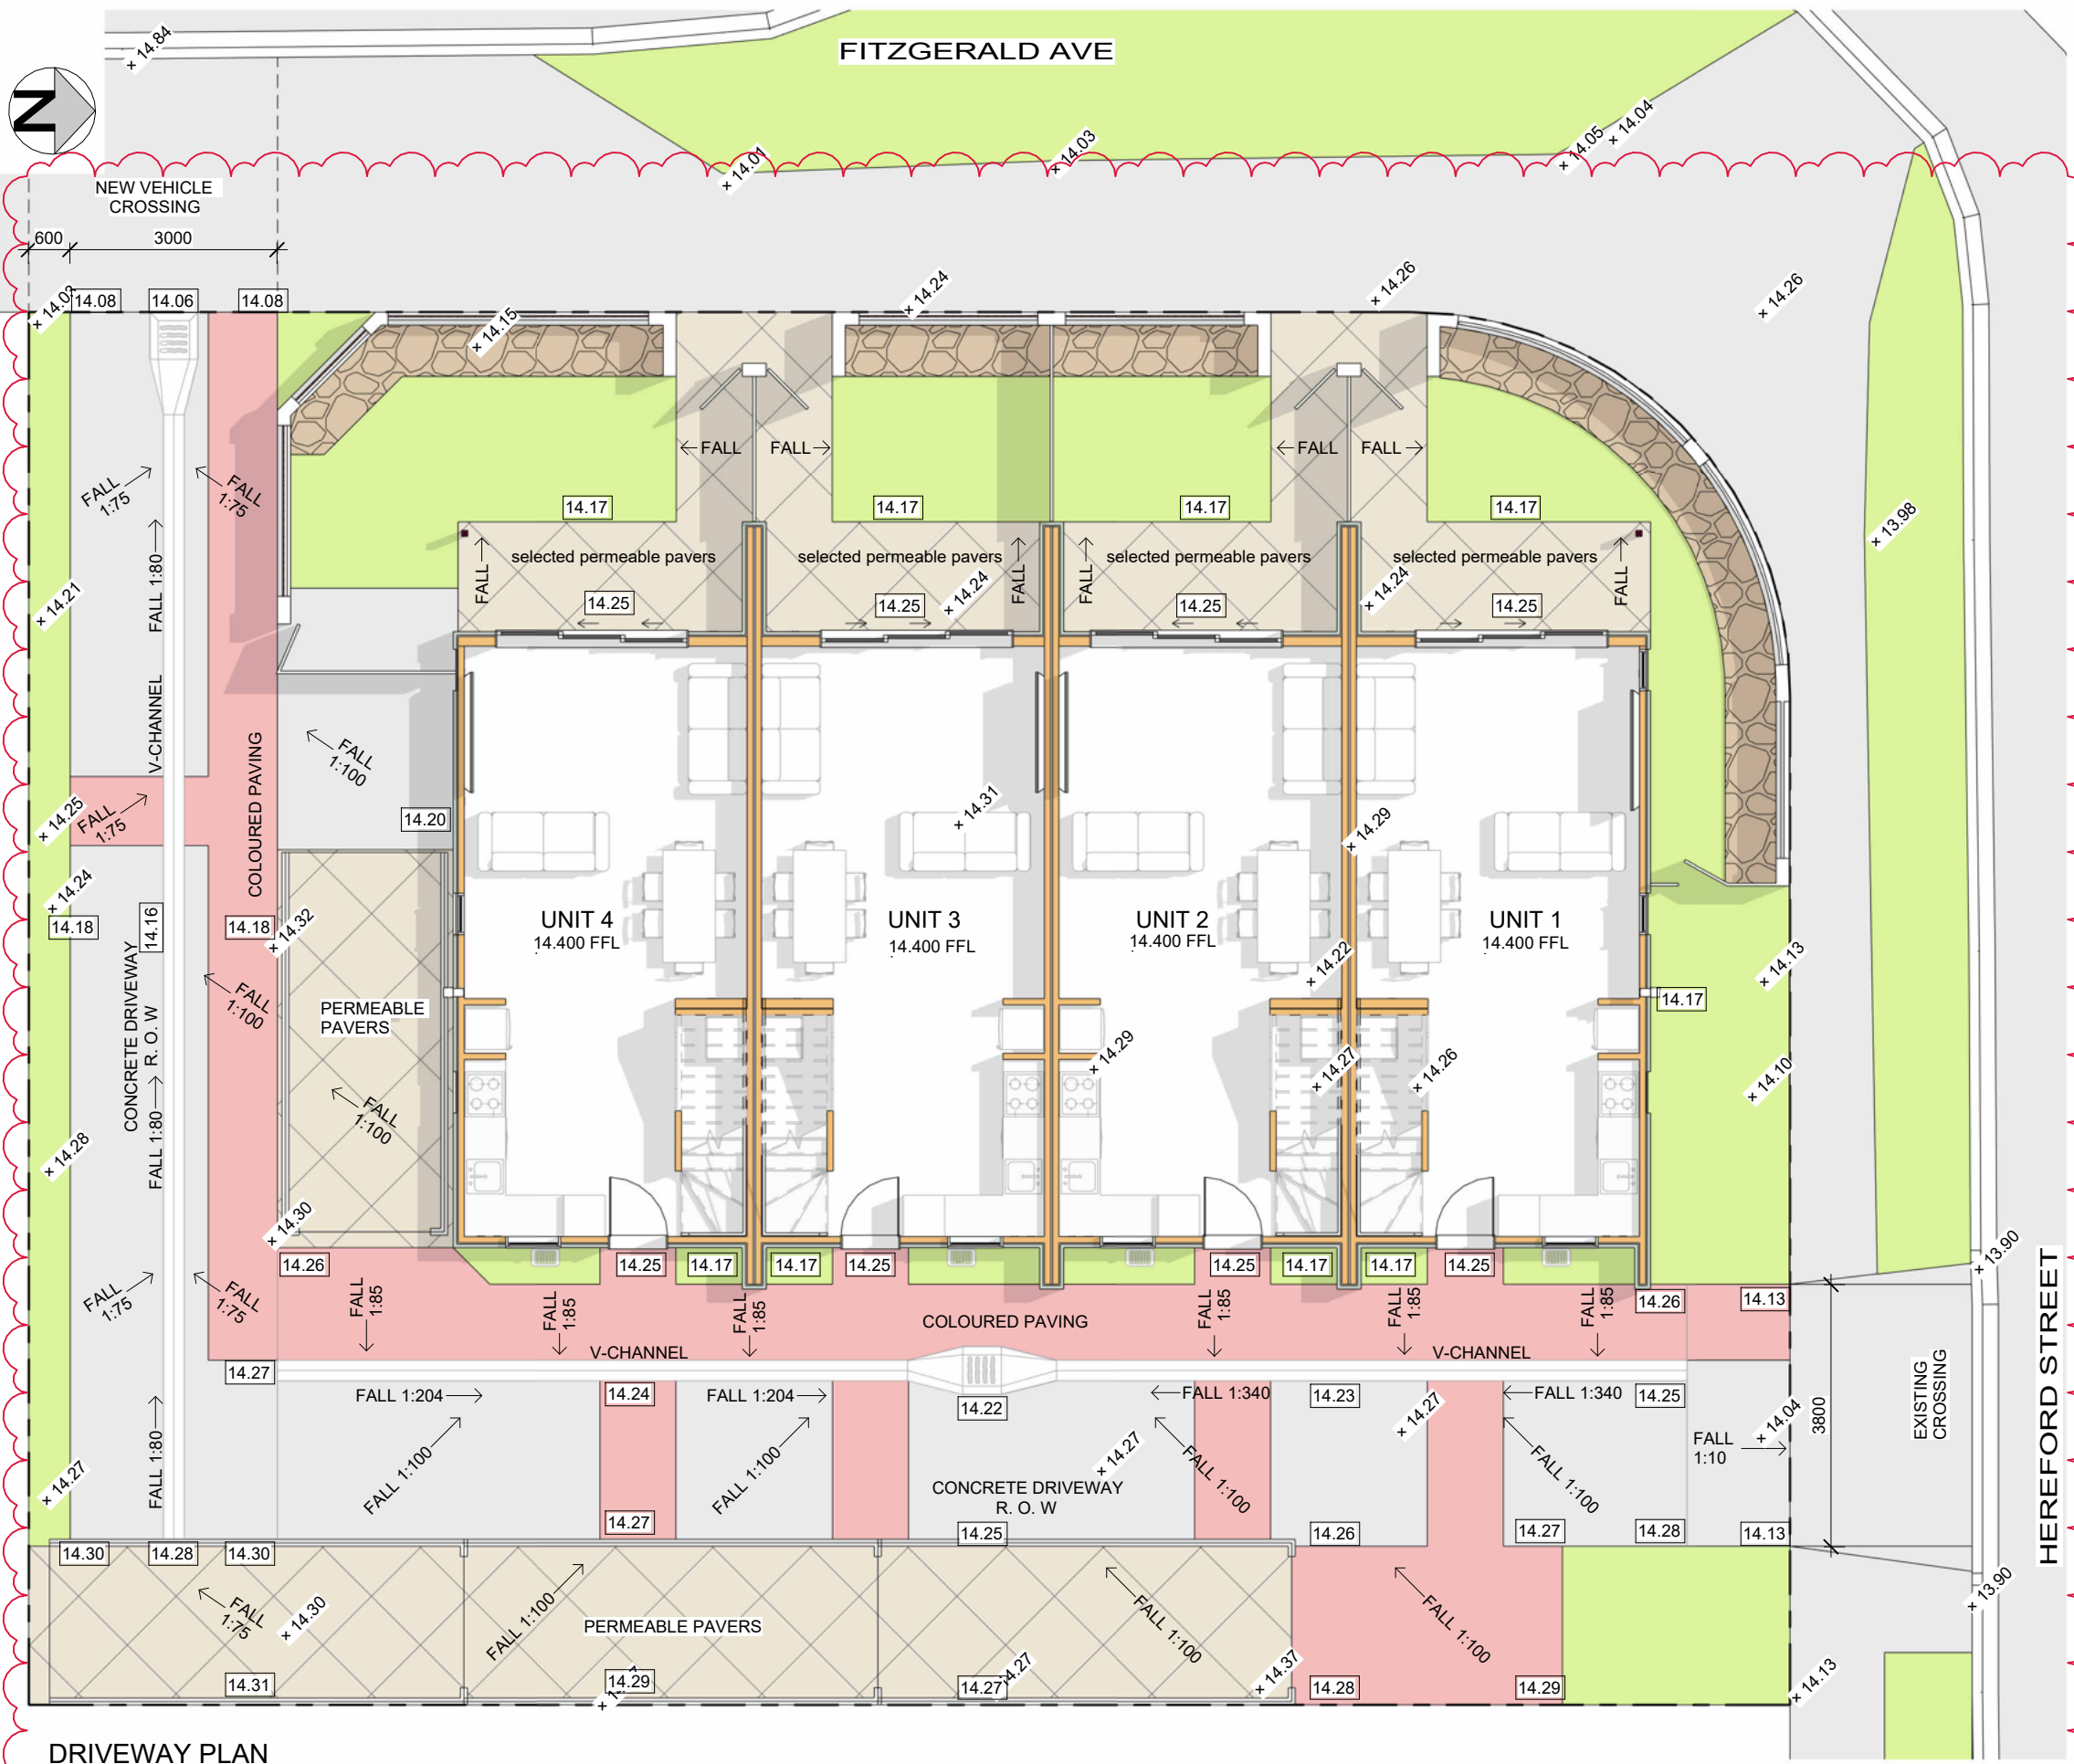 × 14.84
FITZGERALD AVE
N
× 14.01
× 14.03
× 14.05
× 14.04
NEW VEHICLE
CROSSING
600
3000
× 14.03
14.08
14.06
14.08
× 14.15
× 14.24
× 14.26
× 14.26
FALL
1:75
FALL
1:75
FALL
FALL
FALL
FALL
14.17
14.17
14.17
14.17
× 13.98
FALL 1:80
FALL
selected permeable pavers
selected permeable pavers
FALL
FALL
selected permeable pavers
selected permeable pavers
FALL
× 14.21
14.25
14.25
× 14.24
14.25
× 14.24
14.25
V-CHANNEL
COLOURED PAVING
FALL
1:100
× 14.25
FALL
1:75
14.20
× 14.31
× 14.29
× 14.24
14.18
14.16
14.18
× 14.32
UNIT 4
14.400 FFL
UNIT 3
14.400 FFL
UNIT 2
14.400 FFL
UNIT 1
14.400 FFL
× 14.22
× 14.13
CONCRETE DRIVEWAY
R. O. W
FALL
1:100
PERMEABLE
PAVERS
14.17
× 14.29
× 14.27
× 14.26
× 14.10
FALL 1:80
FALL
1:100
× 14.28
× 14.30
14.26
14.25
14.17
14.17
14.25
14.25
14.17
14.17
14.25
× 13.90
FALL
1:75
FALL
1:75
FALL
1:85
FALL
1:85
FALL
1:85
COLOURED PAVING
FALL
1:85
FALL
1:85
FALL
1:85
14.26
14.13
V-CHANNEL
V-CHANNEL
14.27
FALL 1:204
14.24
FALL 1:204
14.22
FALL 1:340
14.23
× 14.27
FALL 1:340
14.25
× 14.04
3800
EXISTING
CROSSING
HEREFORD STREET
FALL 1:80
FALL 1:100
FALL 1:100
× 14.27
FALL 1:100
FALL 1:100
FALL
1:10
× 14.27
CONCRETE DRIVEWAY
R. O. W
14.27
14.25
14.26
14.27
14.28
14.13
14.30
14.28
14.30
FALL
1:75
× 14.30
FALL 1:100
PERMEABLE PAVERS
FALL 1:100
FALL 1:100
× 13.90
14.31
14.29
14.27
14.27
× 14.37
14.28
14.29
× 14.13
DRIVEWAY PLAN